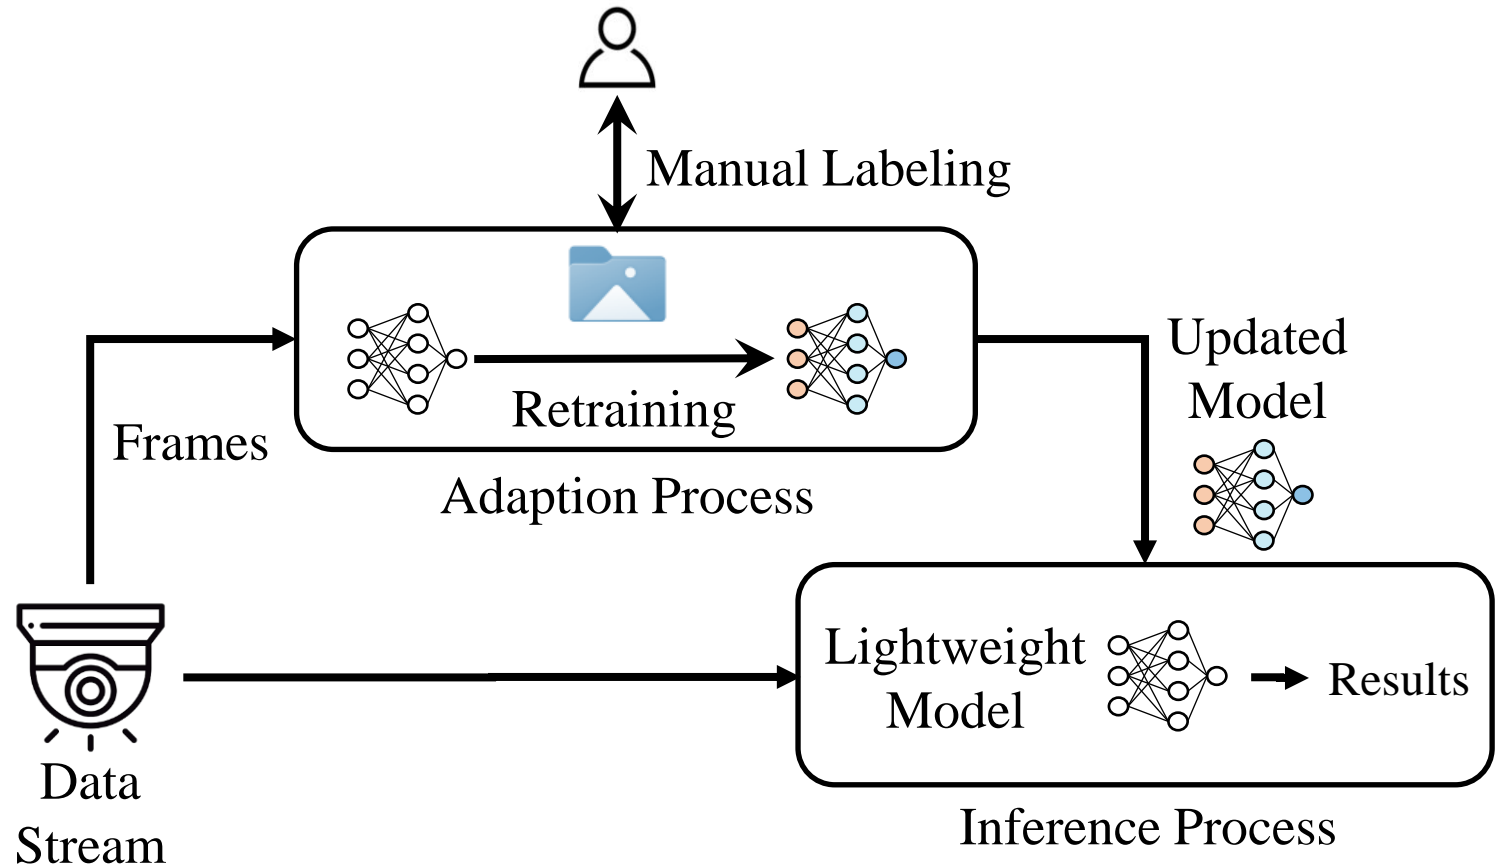 Manual Labeling
Retraining
Frames
Adaption Process
Updated
Model
Lightweight
Model
Results
Data
Stream
Inference Process